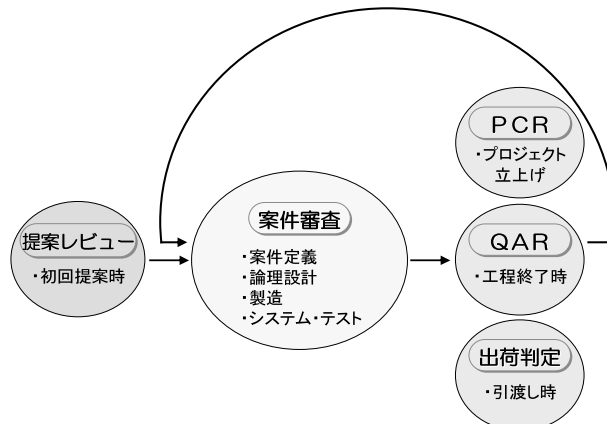 提案レビュー
・初回提案時
案件審査
・案件定義
・論理設計
・製造
・システム・テスト
PCR
・プロジェクト
立上げ
QAR
・工程終了時
出荷判定
・引渡し時